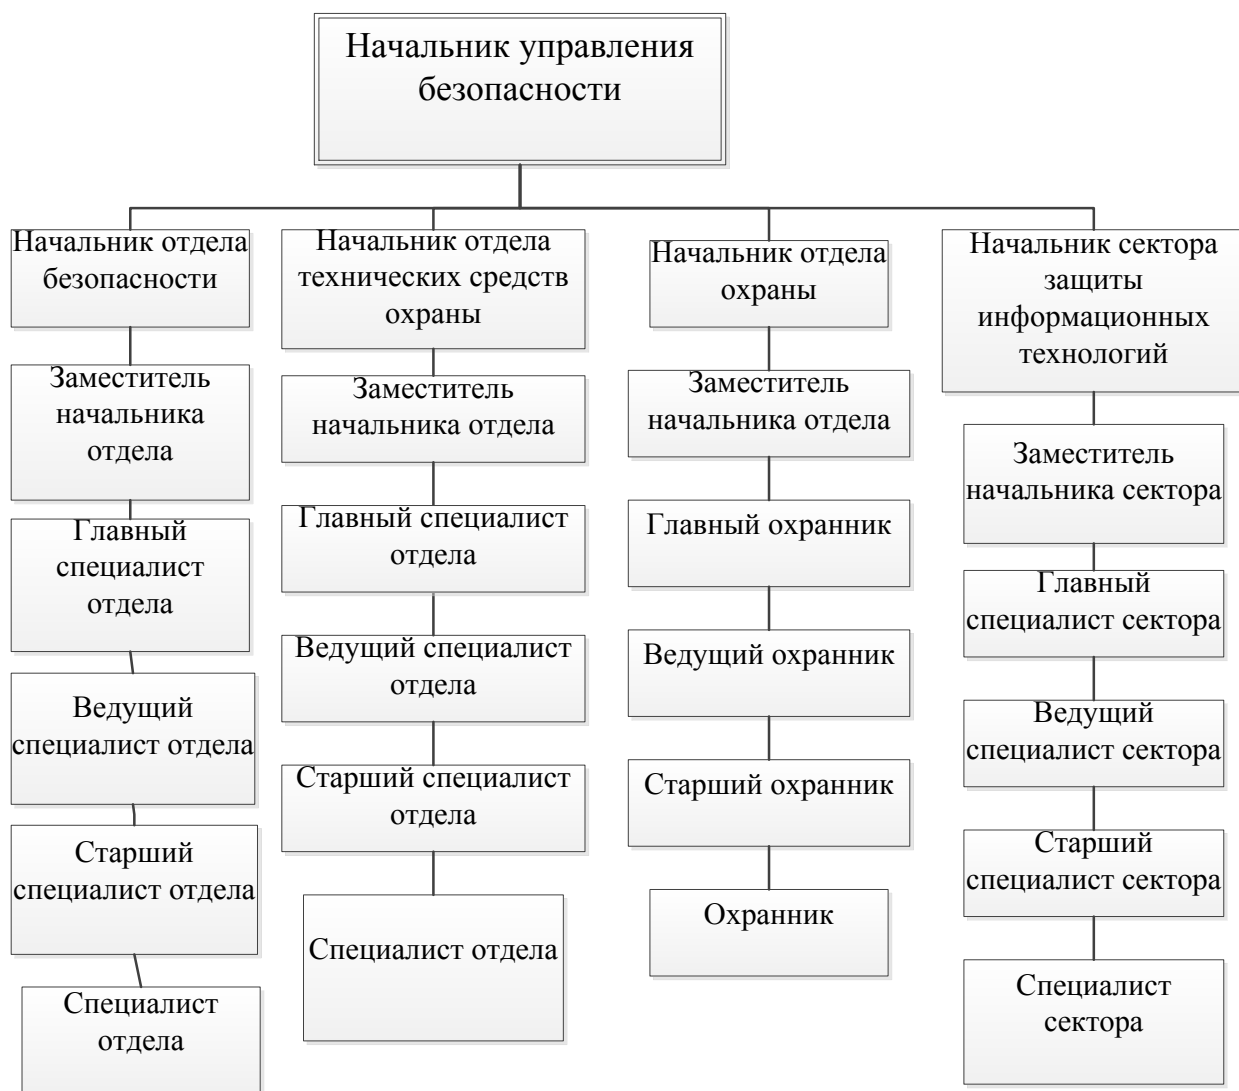 Начальник управления
безопасности
Начальник отдела
безопасности
Начальник отдела
технических средств
охраны
Начальник отдела
охраны
Начальник сектора
защиты
информационных
технологий
Заместитель
начальника
отдела
Заместитель
начальника отдела
Заместитель
начальника отдела
Заместитель
начальника сектора
Главный
специалист
отдела
Главный специалист
отдела
Главный охранник
Главный
специалист сектора
Ведущий
специалист отдела
Ведущий специалист
отдела
Ведущий охранник
Ведущий
специалист сектора
Старший
специалист отдела
Старший специалист
отдела
Старший охранник
Старший
специалист сектора
Специалист
отдела
Специалист отдела
Охранник
Специалист
сектора